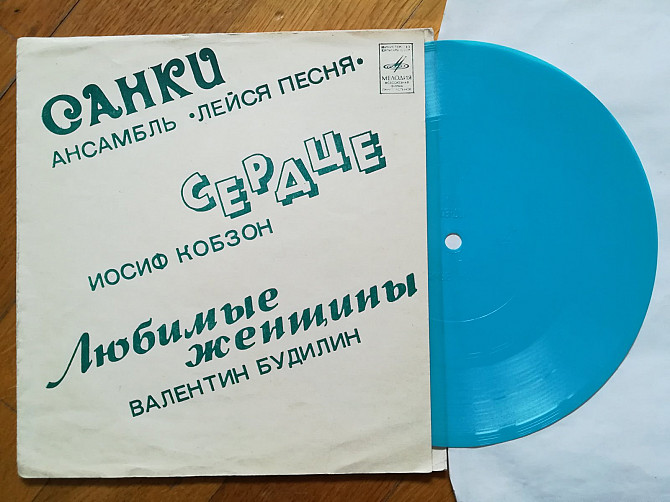 САНКИ
АНСАМБЛЬ •ЛЕЙСЯ ПЕСНЯ•
МЕЛОДИЯ
СЕРДЦЕ
ИОСИФ КОБЗОН
Любимые
женщины
ВАЛЕНТИН БУДИЛИН